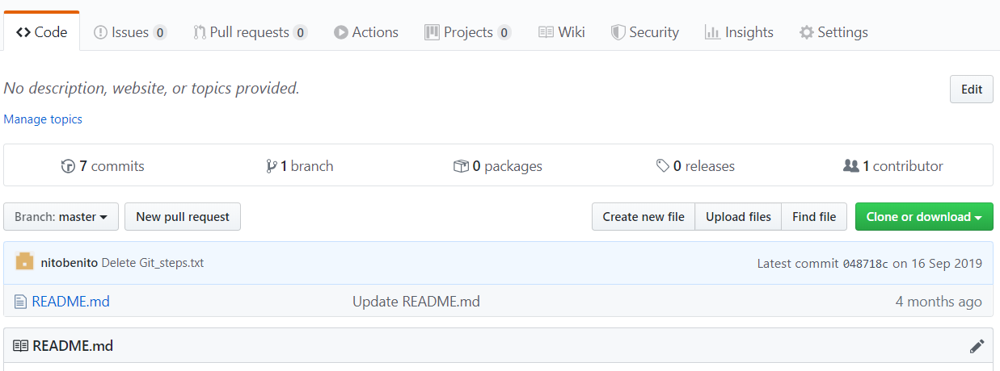 Code Issues 0 Pull requests 0 Actions Projects 0 Wiki Security Insights Settings
No description, website, or topics provided. Edit
Manage topics
7 commits 1 branch 0 packages 0 releases 1 contributor
Branch: master New pull request Create new file Upload files Find file Clone or download
nitobenito Delete Git_steps.txt Latest commit 048718c on 16 Sep 2019
README.md Update README.md 4 months ago
README.md